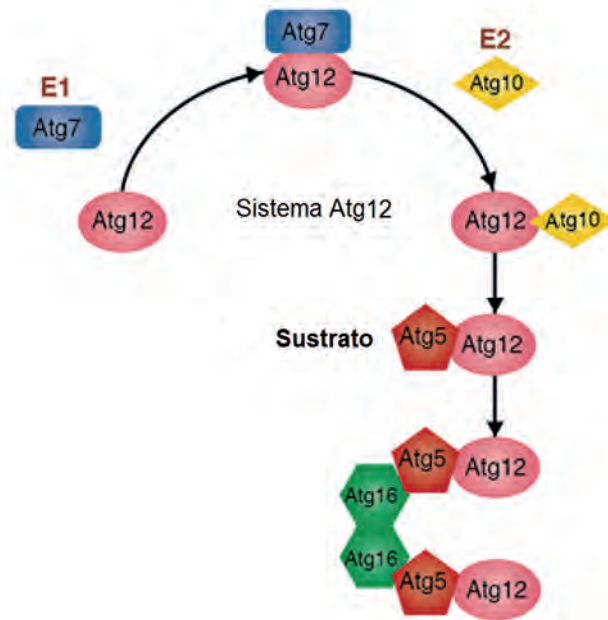 Atg7
Atg12
E1
Atg7
E2
Atg10
Atg12
Sistema Atg12
Atg12
Atg10
Sustrato
Atg5
Atg12
Atg5
Atg12
Atg16
Atg16
Atg5
Atg12